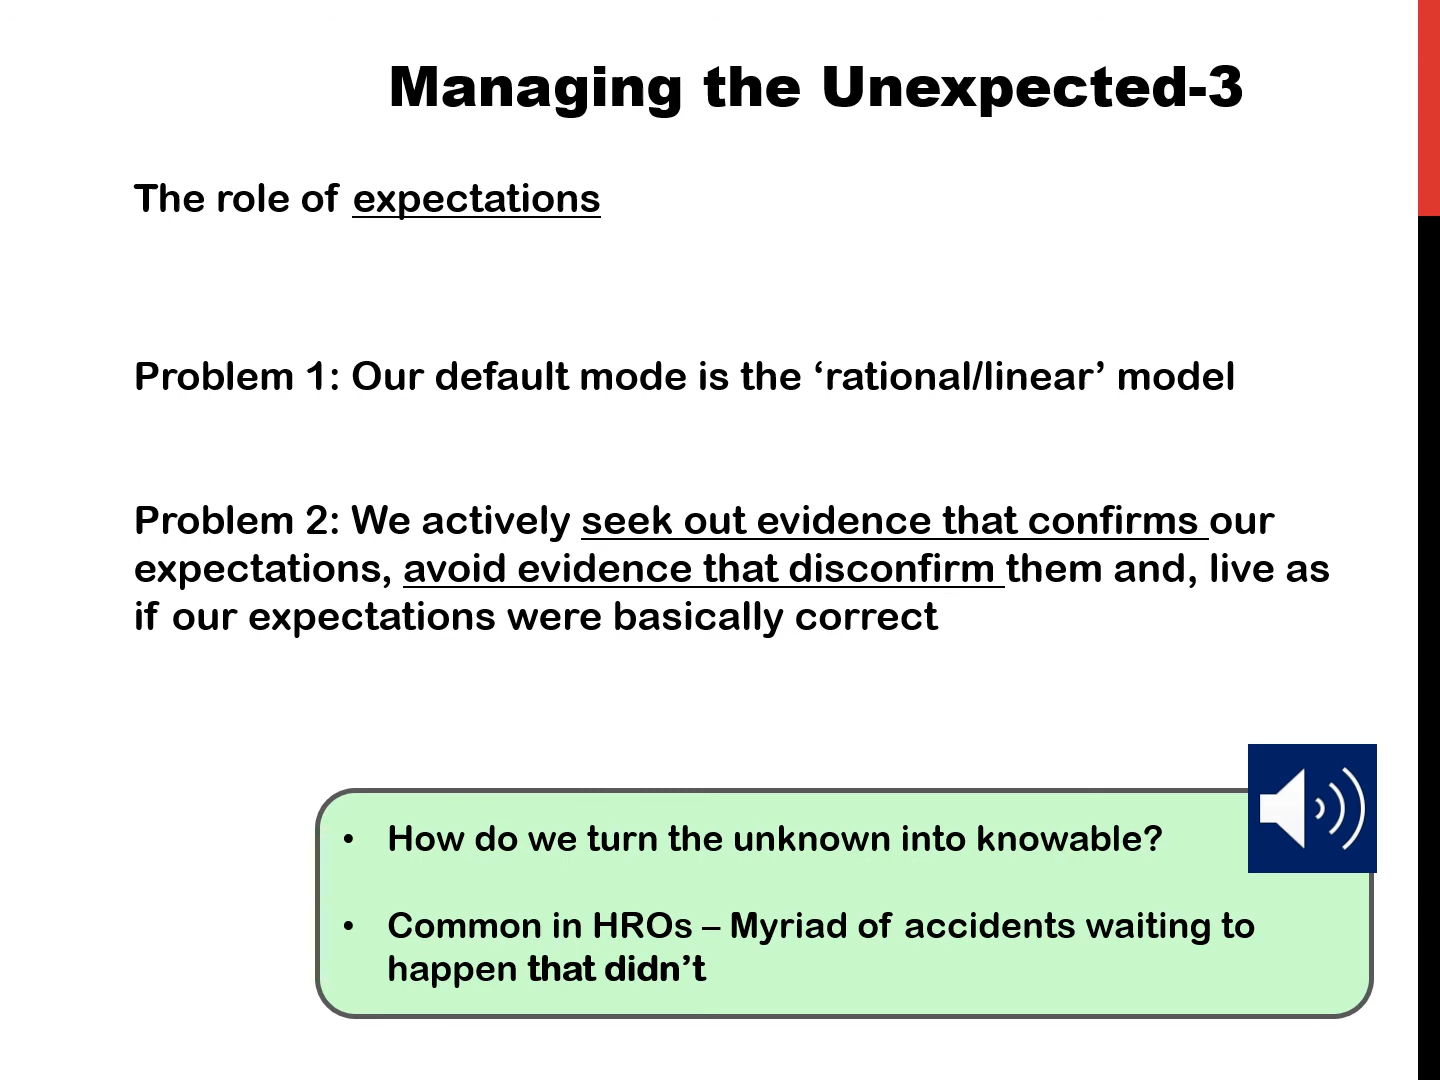 Managing the Unexpected-3
The role of expectations
Problem 1: Our default mode is the ‘rational/linear’ model
Problem 2: We actively seek out evidence that confirms our
expectations, avoid evidence that disconfirm them and, live as
if our expectations were basically correct
• How do we turn the unknown into knowable?
• Common in HROs – Myriad of accidents waiting to
happen that didn’t